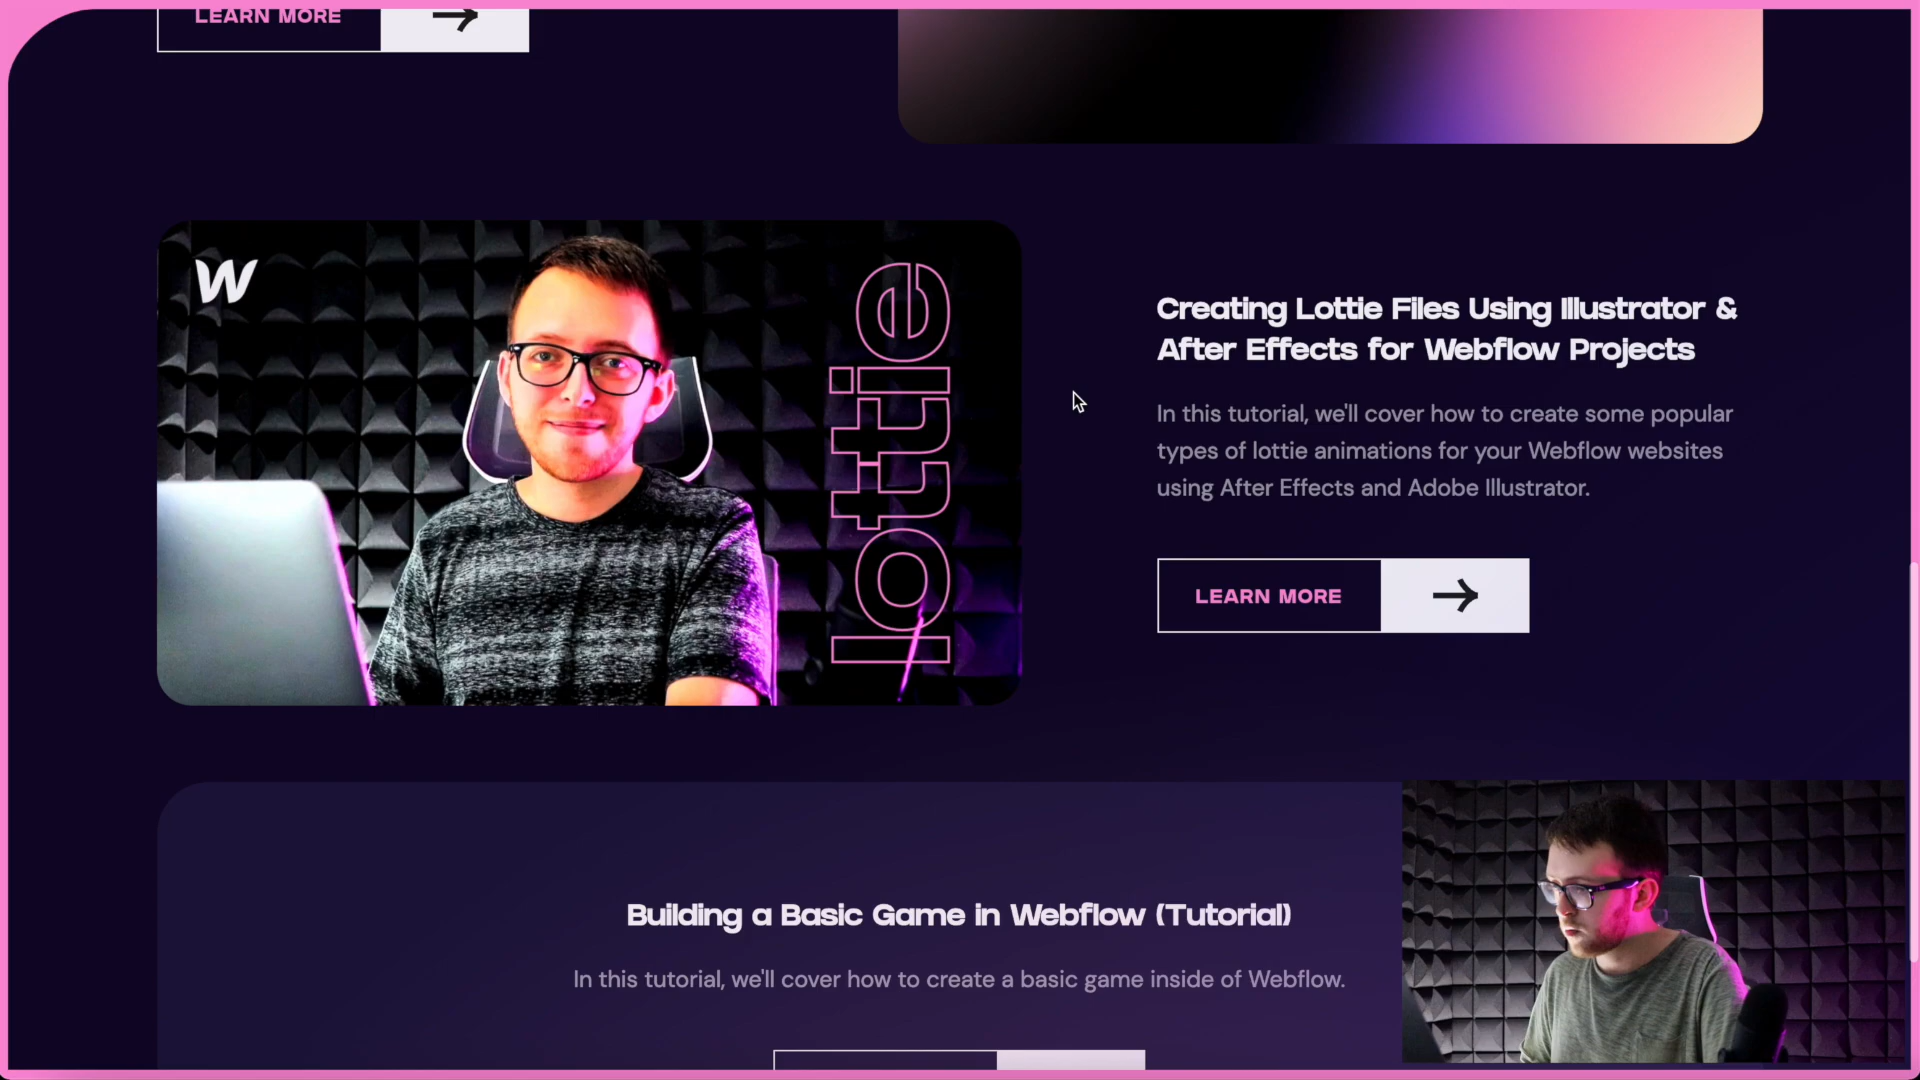 LEARN MORE
W
lottie
Creating Lottie Files Using Illustrator &
After Effects for Webflow Projects
In this tutorial, we'll cover how to create some popular
types of lottie animations for your Webflow websites
using After Effects and Adobe Illustrator.
LEARN MORE
Building a Basic Game in Webflow (Tutorial)
In this tutorial, we'll cover how to create a basic game inside of Webflow.